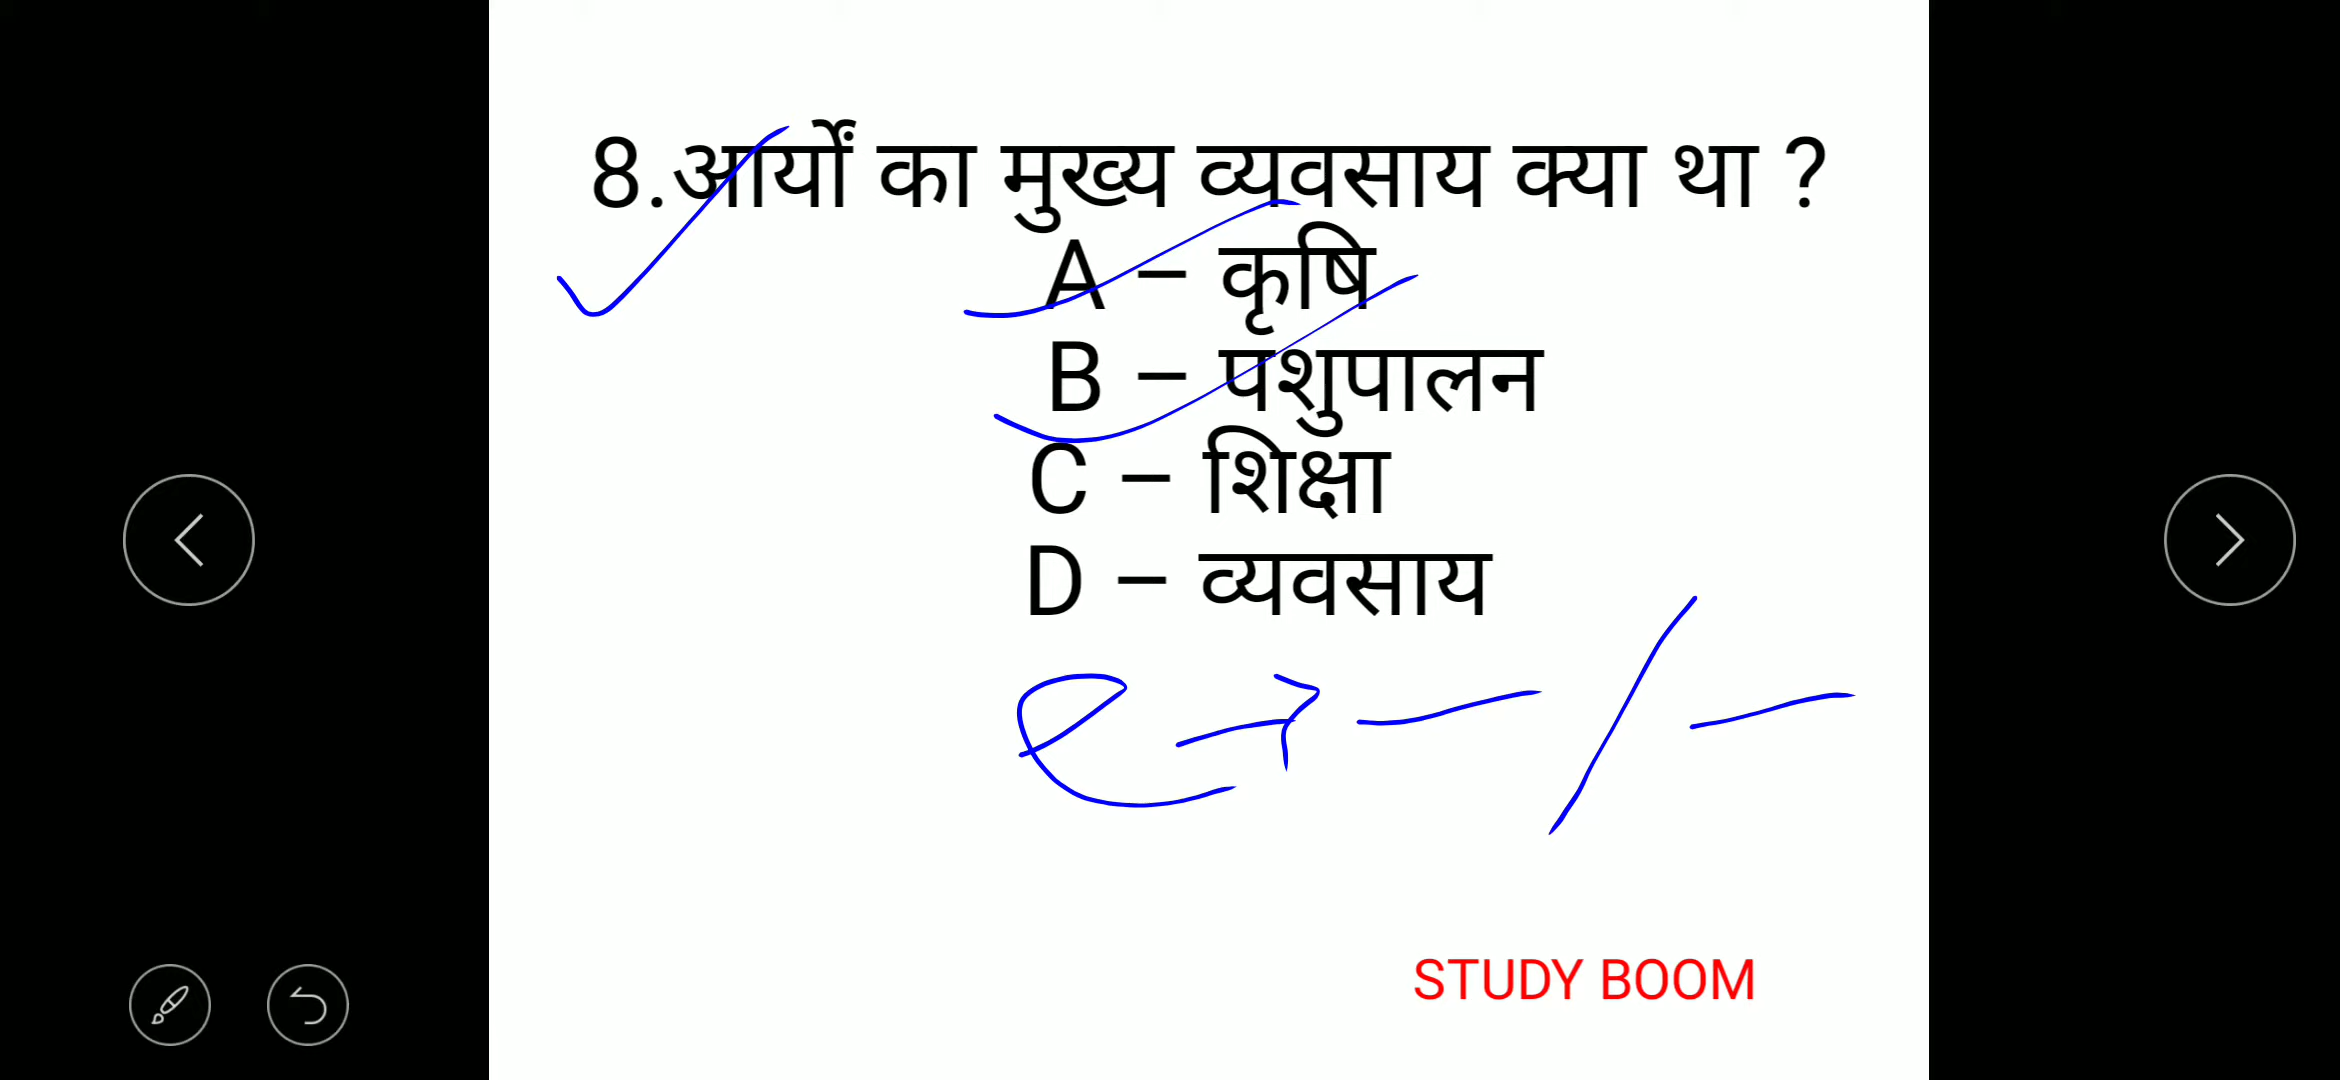 8.आर्यों का मुख्य व्यवसाय क्या था ?
A – कृषि
B – पशुपालन
C – शिक्षा
D – व्यवसाय
STUDY BOOM